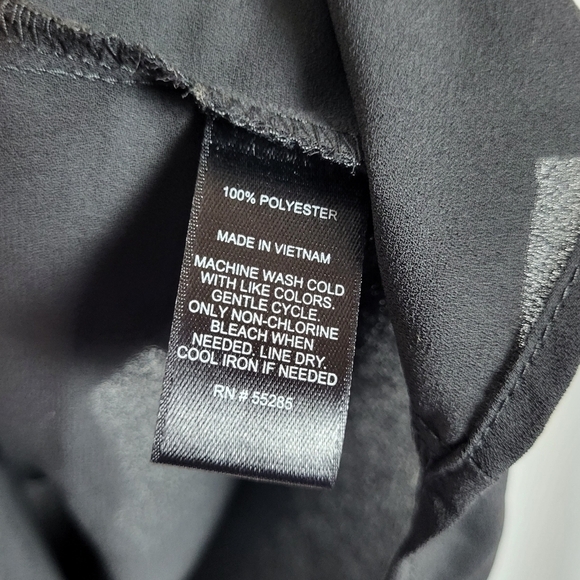 100% POLYESTER
MADE IN VIETNAM
MACHINE WASH COLD
WITH LIKE COLORS.
GENTLE CYCLE.
ONLY NON-CHLORINE
BLEACH WHEN
NEEDED. LINE DRY.
COOL IRON IF NEEDED
RN # 55285